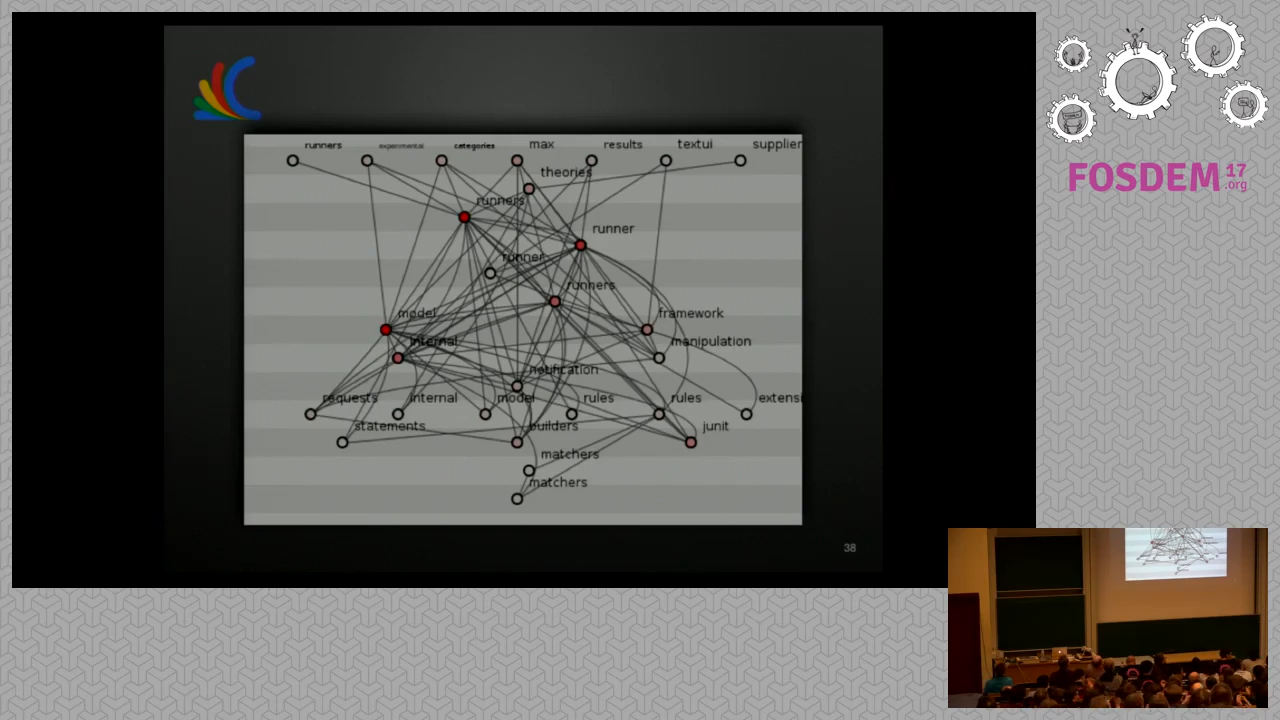 runners experimental categories max results textui supplier
theories
runners
runner
runner
runners
model framework
internal manipulation
notification
requests internal model rules rules extensi
statements builders junit
matchers
matchers
38
FOSDEM 17 .org